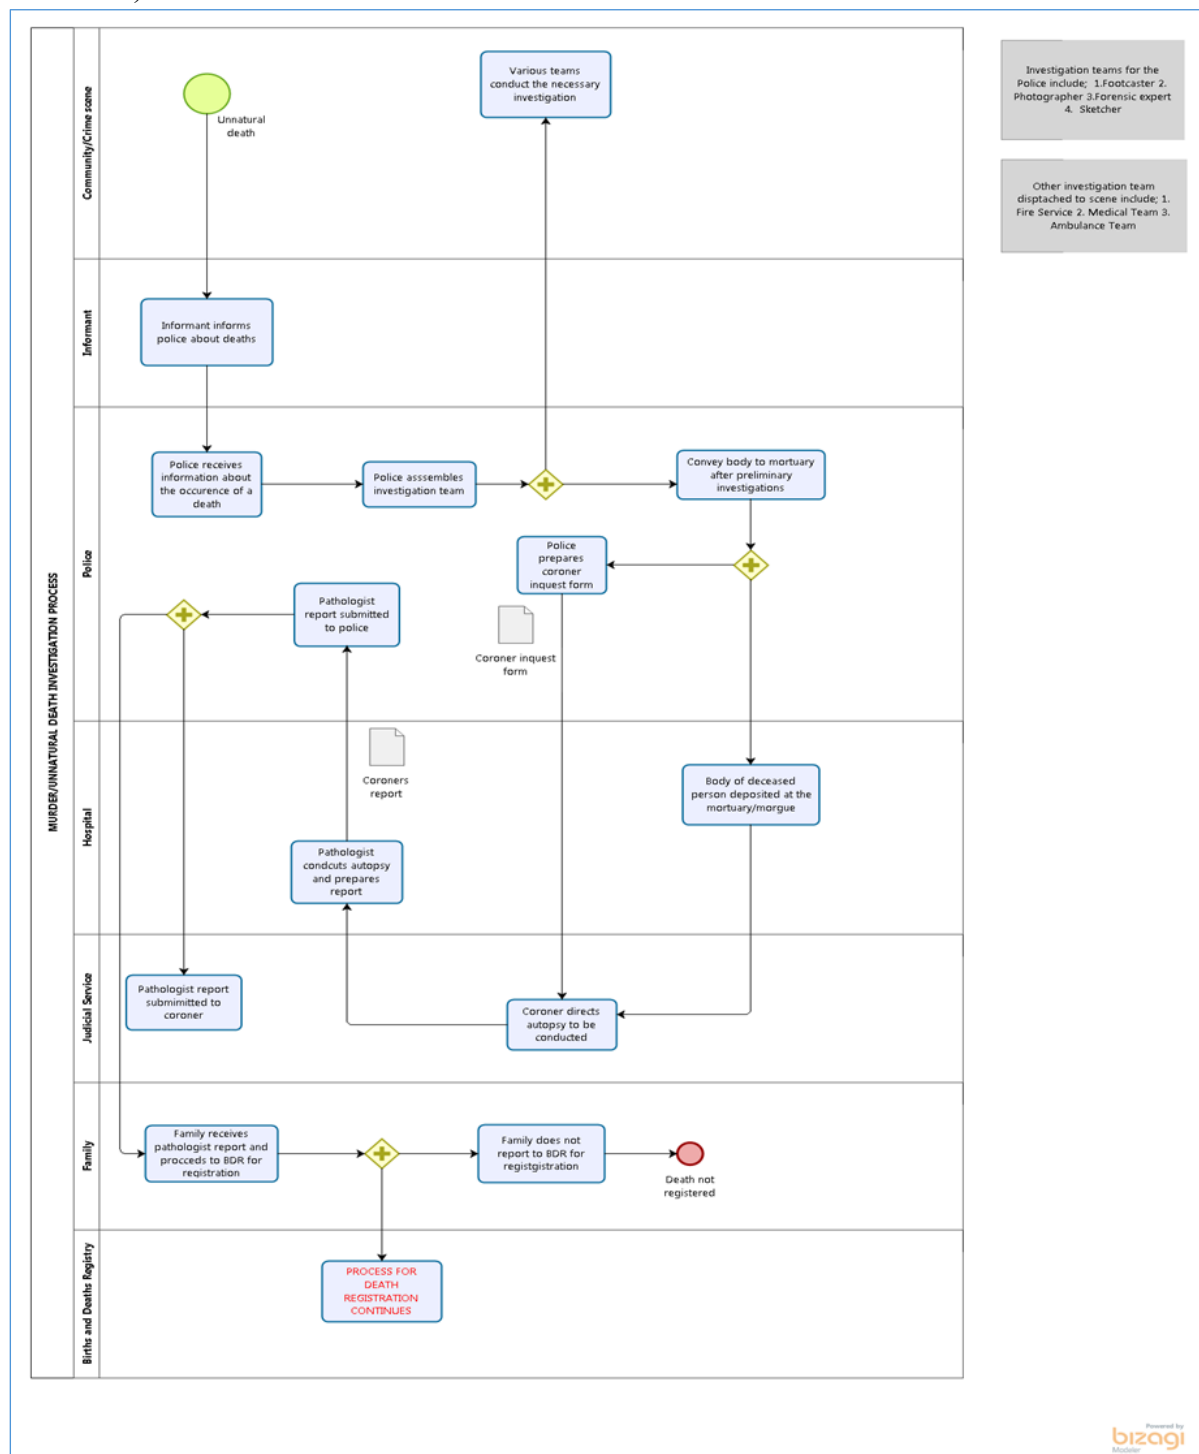 MURDER/UNNATURAL DEATH INVESTIGATION PROCESS
Community/Crime scene
Unnatural
death
Various teams
conduct the necessary
investigation
Investigation teams for the
Police include; 1.Footcaster 2.
Photographer 3.Forensic expert
4. Sketcher
Other investigation team
disptached to scene include; 1.
Fire Service 2. Medical Team 3.
Ambulance Team
Informant
Informant informs
police about deaths
Police
Police receives
information about
the occurence of a
death
Police asssembles
investigation team
Convey body to mortuary
after preliminary
investigations
Police
prepares
coroner
inquest form
Pathologist
report submitted
to police
Coroner inquest
form
Hospital
Coroners
report
Body of deceased
person deposited at the
mortuary/morgue
Pathologist
condcuts autopsy
and prepares
report
Judicial Service
Pathologist report
submimitted to
coroner
Coroner directs
autopsy to be
conducted
Family
Family receives
pathologist report and
procceds to BDR for
registration
Family does not
report to BDR for
registgistration
Death not
registered
Births and Deaths Registry
PROCESS FOR
DEATH
REGISTRATION
CONTINUES
Powered by
bizagi
Modeler